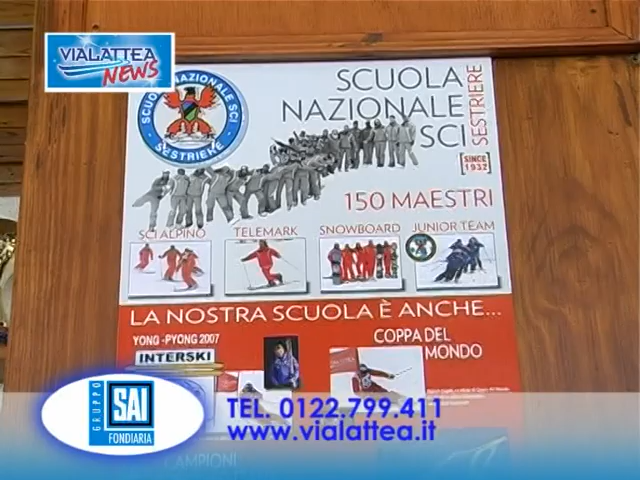 VIALATTEA
NEWS
SCUOLA NAZIONALE SCI
SESTRIERE
SCUOLA
NAZIONALE
SCI
SESTRIERE
SINCE
1932
150 MAESTRI
SCI ALPINO
TELEMARK
SNOWBOARD
JUNIOR TEAM
LA NOSTRA SCUOLA È ANCHE...
YONG-PYONG 2007
INTERSKI
COPPA DEL
MONDO
GRUPPO
SAI
FONDIARIA
TEL. 0122.799.411
www.vialattea.it
CAMPIONI